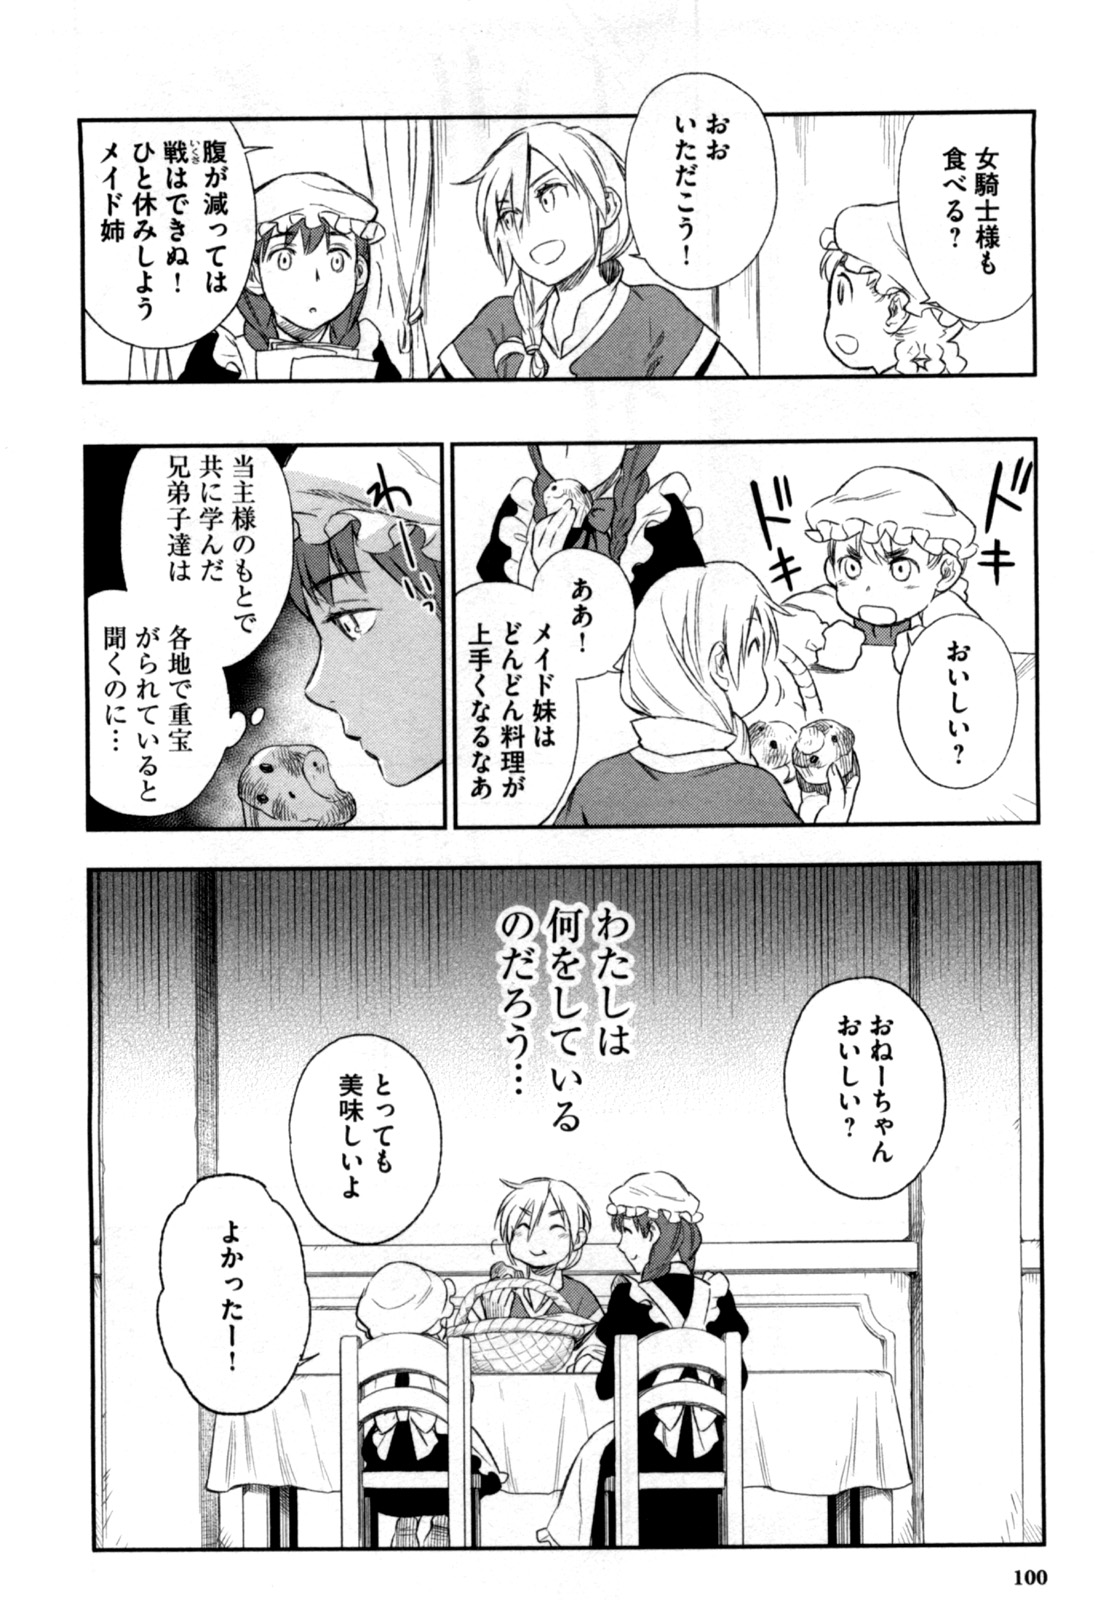 女騎士様も
食べる?
おお
いただこう!
腹が減っては
戦はできぬ!
ひと休みしよう
メイド姉
ドキ
ドキ
おいしい?
ああ!
メイド妹は
どんどん料理が
上手くなるなあ
わく
当主様のもとで
共に学んだ
兄弟子達は
各地で重宝
がられていると
聞くのに…
わたしは
何をしている
のだろう…
おねーちゃん
おいしい?
とっても
美味しいよ
よかったー!
100